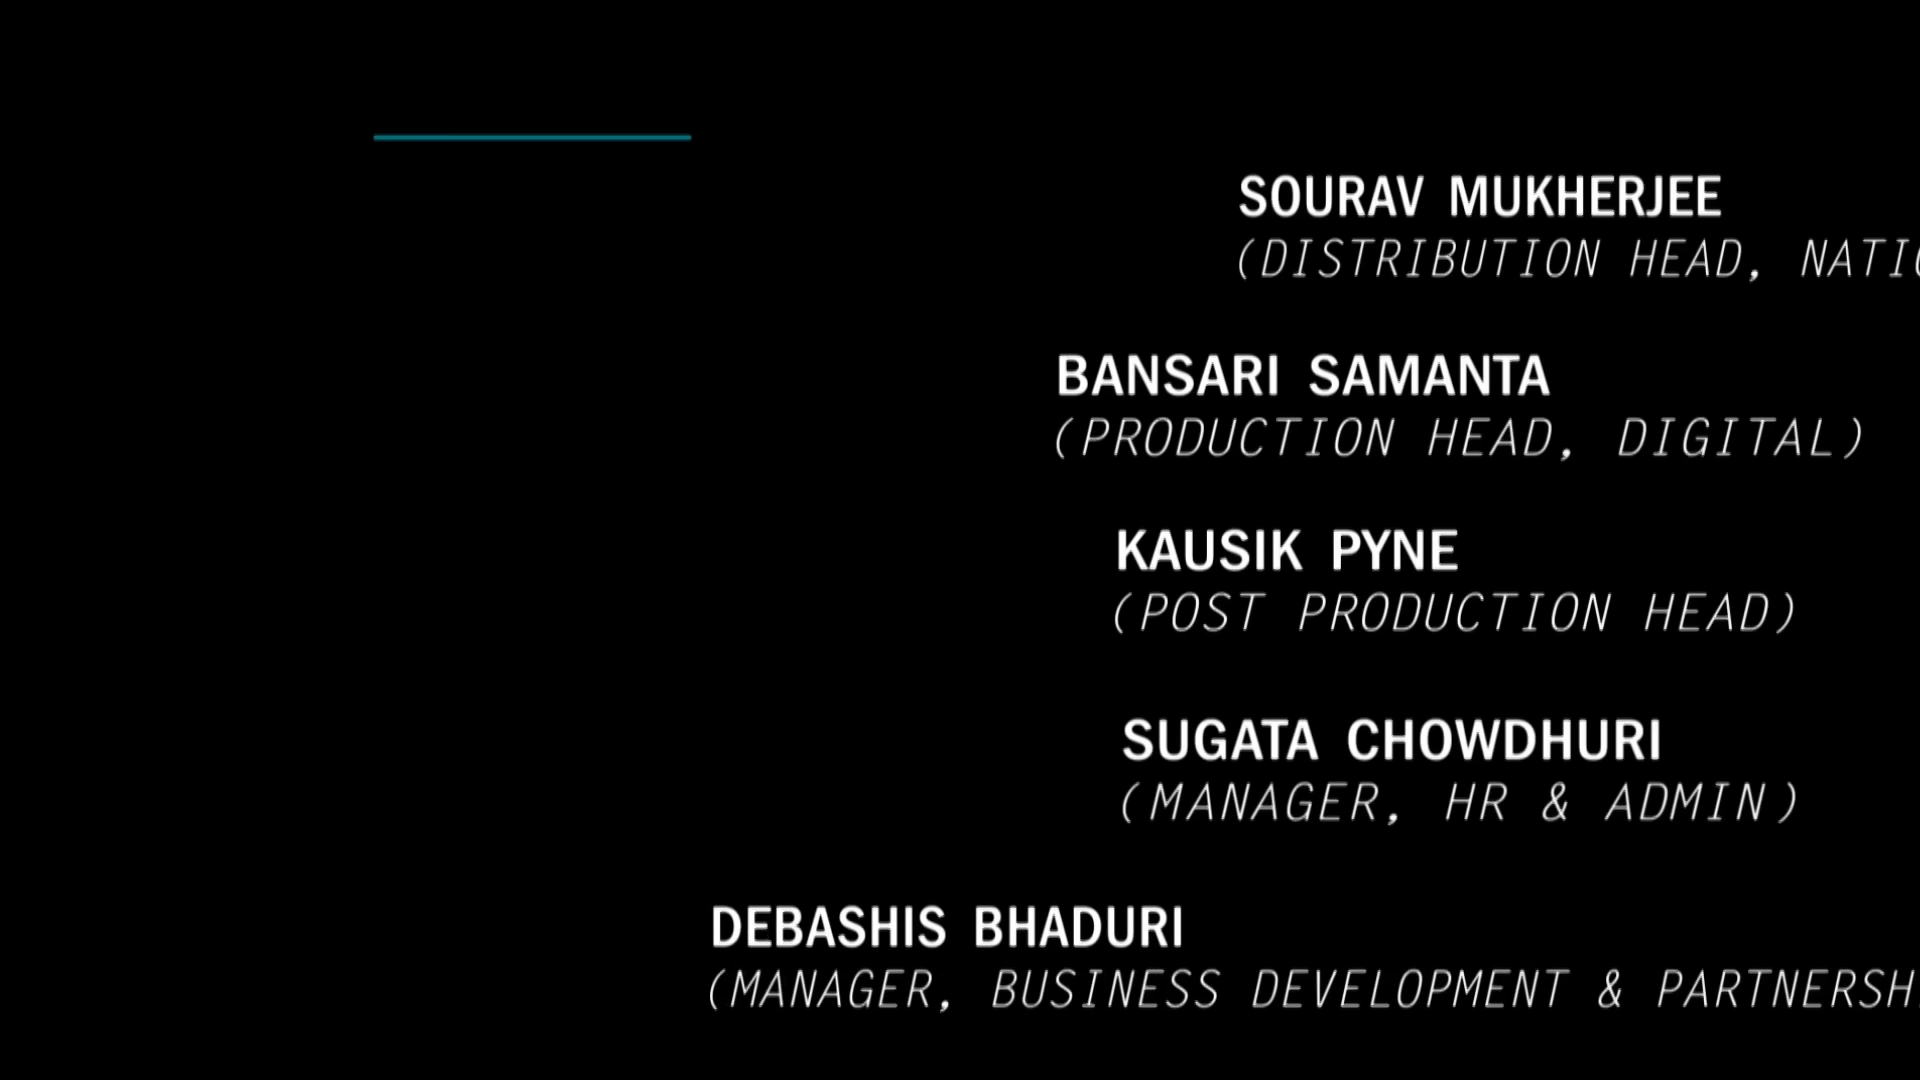 SOURAV MUKHERJEE
(DISTRIBUTION HEAD,
BANSARI SAMANTA
(PRODUCTION HEAD, DIGITAL)
KAUSIK PYNE
(POST PRODUCTION HEAD)
SUGATA CHOWDHURI
(MANAGER, HR & ADMIN)
DEBASHIS BHADURI
(MANAGER, BUSINESS DEVELOPMENT &